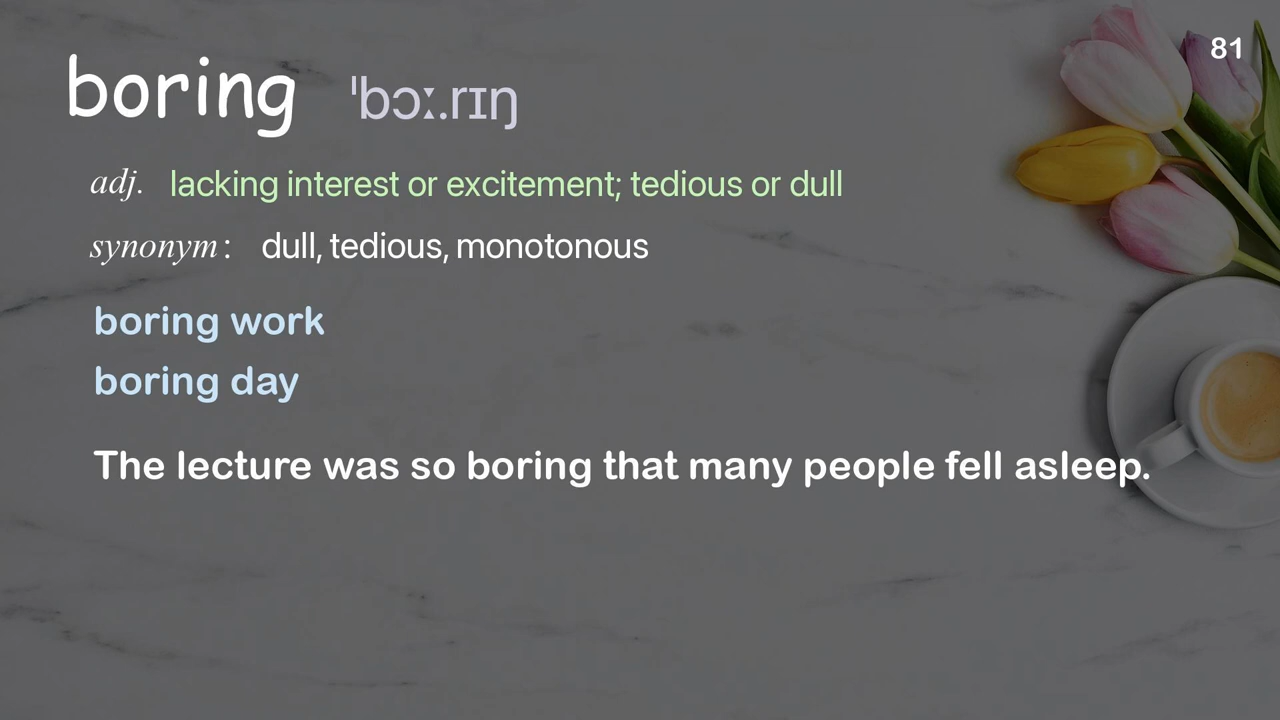 81
boring ˈbɔː.rɪŋ
adj. lacking interest or excitement; tedious or dull
synonym: dull, tedious, monotonous
boring work
boring day
The lecture was so boring that many people fell asleep.